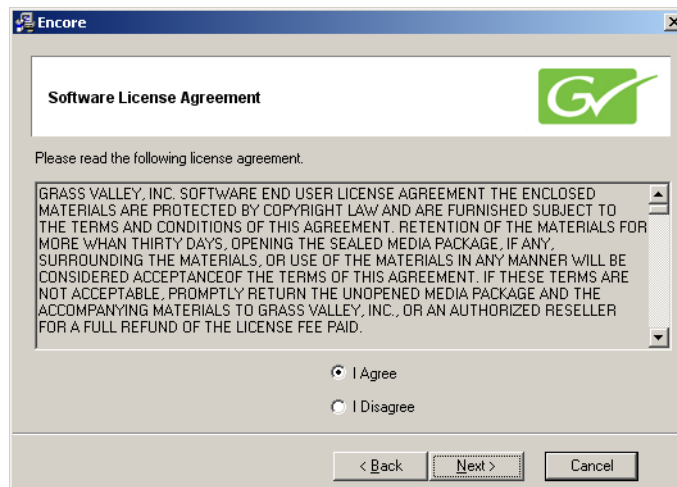 Encore
Software License Agreement
GV
Please read the following license agreement.
GRASS VALLEY, INC. SOFTWARE END USER LICENSE AGREEMENT THE ENCLOSED
MATERIALS ARE PROTECTED BY COPYRIGHT LAW AND ARE FURNISHED SUBJECT TO
THE TERMS AND CONDITIONS OF THIS AGREEMENT. RETENTION OF THE MATERIALS FOR
MORE WHAN THIRTY DAYS, OPENING THE SEALED MEDIA PACKAGE, IF ANY,
SURROUNDING THE MATERIALS, OR USE OF THE MATERIALS IN ANY MANNER WILL BE
CONSIDERED ACCEPTANCEOF THE TERMS OF THIS AGREEMENT. IF THESE TERMS ARE
NOT ACCEPTABLE, PROMPTLY RETURN THE UNOPENED MEDIA PACKAGE AND THE
ACCOMPANYING MATERIALS TO GRASS VALLEY, INC., OR AN AUTHORIZED RESELLER
FOR A FULL REFUND OF THE LICENSE FEE PAID.
I Agree
I Disagree
< Back Next > Cancel